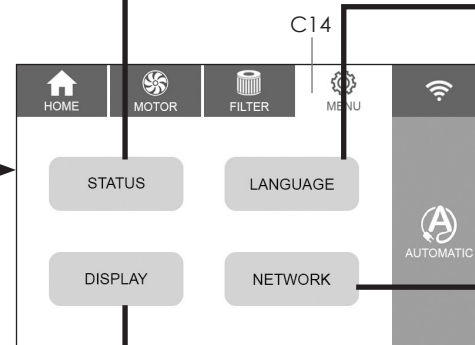 C14
HOME MOTOR FILTER MENU
STATUS LANGUAGE
AUTOMATIC
DISPLAY NETWORK